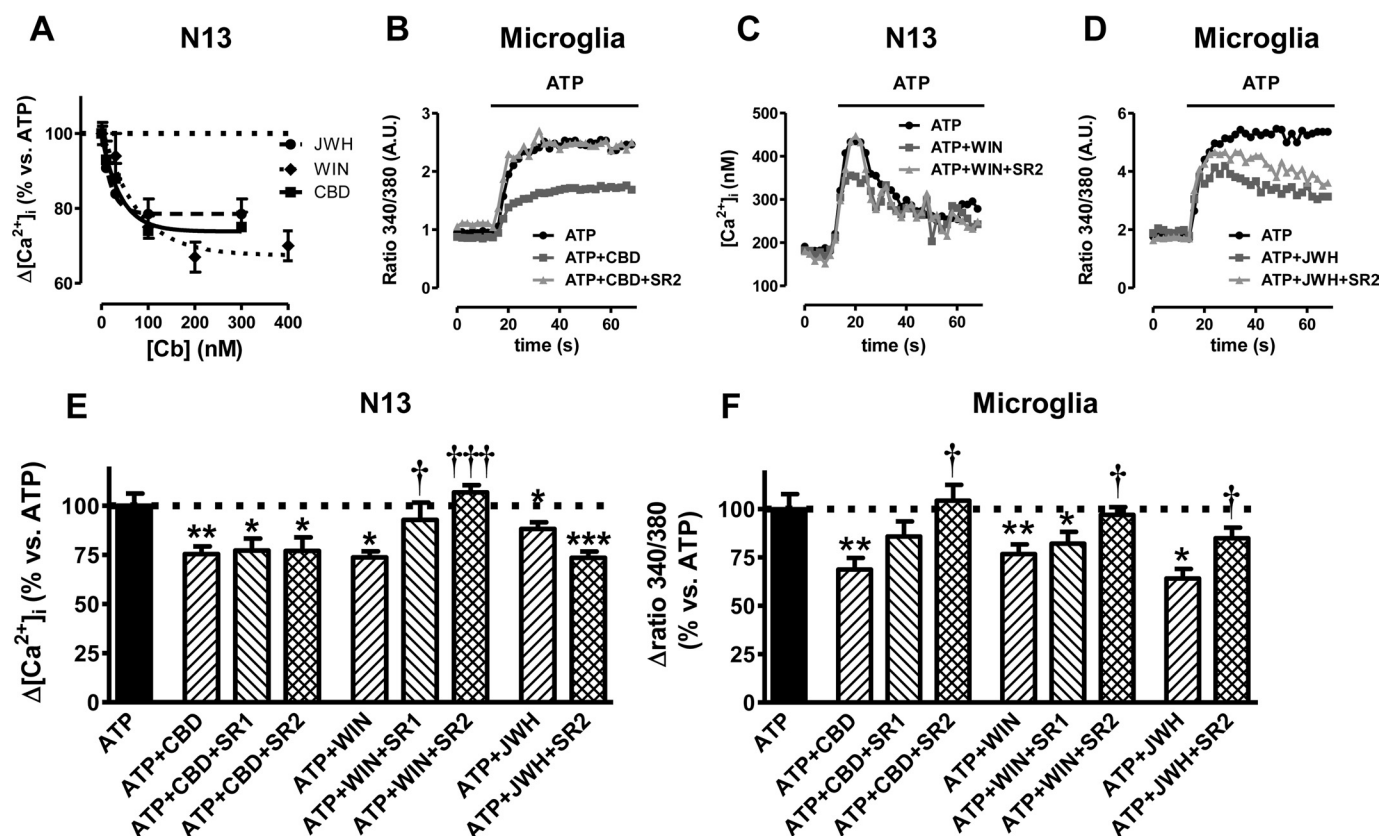 A
N13
Δ[Ca²⁺]ᵢ (% vs. ATP)
100
80
60
0
100
200
300
400
[Cb] (nM)
JWH
WIN
CBD
B
Microglia
ATP
Ratio 340/380 (A.U.)
3
2
1
0
ATP
ATP+CBD
ATP+CBD+SR2
0
20
40
60
time (s)
C
N13
ATP
[Ca²⁺]ᵢ (nM)
500
400
300
200
100
ATP
ATP+WIN
ATP+WIN+SR2
0
20
40
60
time (s)
D
Microglia
ATP
Ratio 340/380 (A.U.)
6
4
2
0
ATP
ATP+JWH
ATP+JWH+SR2
0
20
40
60
time (s)
E
N13
Δ[Ca²⁺]ᵢ (% vs. ATP)
100
75
50
25
0
**
*
*
*
†
†††
*
***
ATP
ATP+CBD
ATP+CBD+SR1
ATP+CBD+SR2
ATP+WIN
ATP+WIN+SR1
ATP+WIN+SR2
ATP+JWH
ATP+JWH+SR2
F
Microglia
Δratio 340/380
(% vs. ATP)
100
75
50
25
0
**
†
**
*
†
*
†
ATP
ATP+CBD
ATP+CBD+SR1
ATP+CBD+SR2
ATP+WIN
ATP+WIN+SR1
ATP+WIN+SR2
ATP+JWH
ATP+JWH+SR2